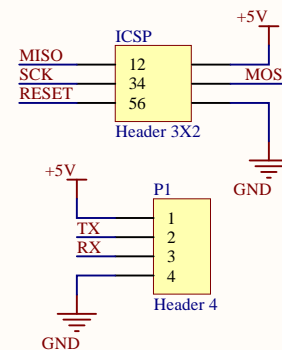 +5V
ICSP
MISO 12
SCK 34 MOS
RESET 56
Header 3X2
GND
+5V
P1
1
TX 2
RX 3
4
Header 4
GND